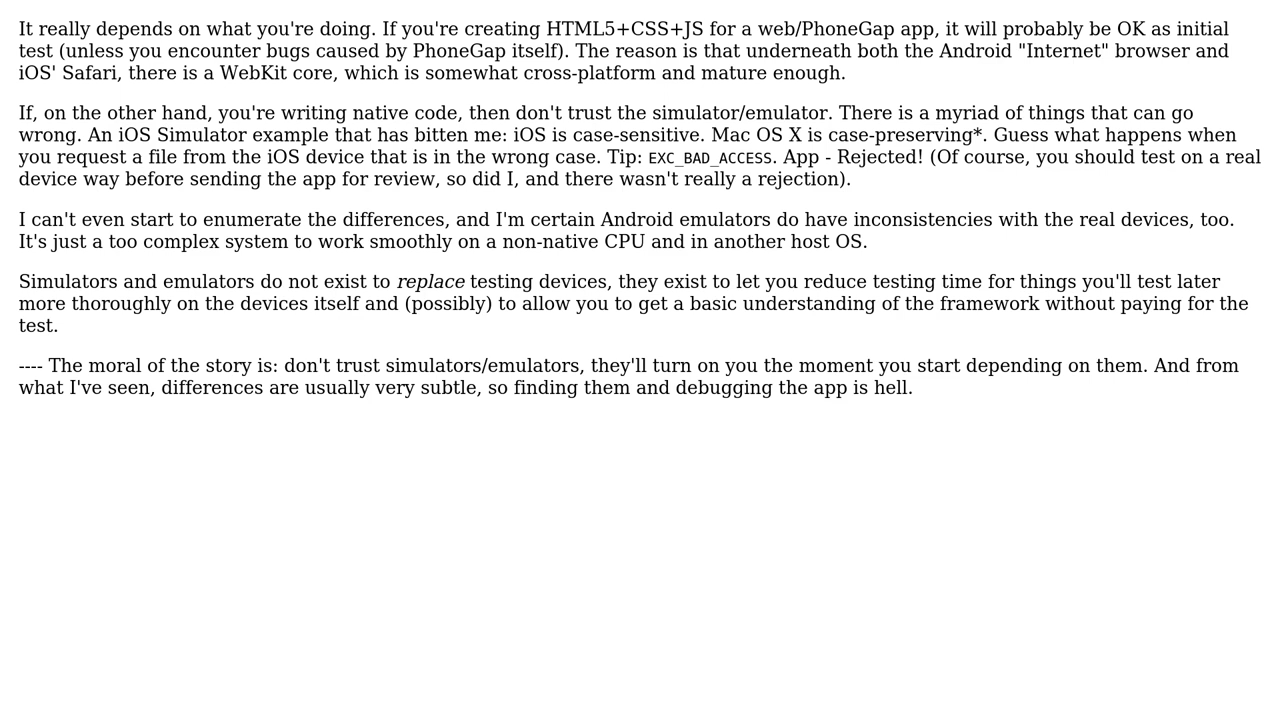 It really depends on what you're doing. If you're creating HTML5+CSS+JS for a web/PhoneGap app, it will probably be OK as initial
test (unless you encounter bugs caused by PhoneGap itself). The reason is that underneath both the Android "Internet" browser and
iOS' Safari, there is a WebKit core, which is somewhat cross-platform and mature enough.
If, on the other hand, you're writing native code, then don't trust the simulator/emulator. There is a myriad of things that can go
wrong. An iOS Simulator example that has bitten me: iOS is case-sensitive. Mac OS X is case-preserving*. Guess what happens when
you request a file from the iOS device that is in the wrong case. Tip: EXC_BAD_ACCESS. App - Rejected! (Of course, you should test on a real
device way before sending the app for review, so did I, and there wasn't really a rejection).
I can't even start to enumerate the differences, and I'm certain Android emulators do have inconsistencies with the real devices, too.
It's just a too complex system to work smoothly on a non-native CPU and in another host OS.
Simulators and emulators do not exist to replace testing devices, they exist to let you reduce testing time for things you'll test later
more thoroughly on the devices itself and (possibly) to allow you to get a basic understanding of the framework without paying for the
test.
---- The moral of the story is: don't trust simulators/emulators, they'll turn on you the moment you start depending on them. And from
what I've seen, differences are usually very subtle, so finding them and debugging the app is hell.